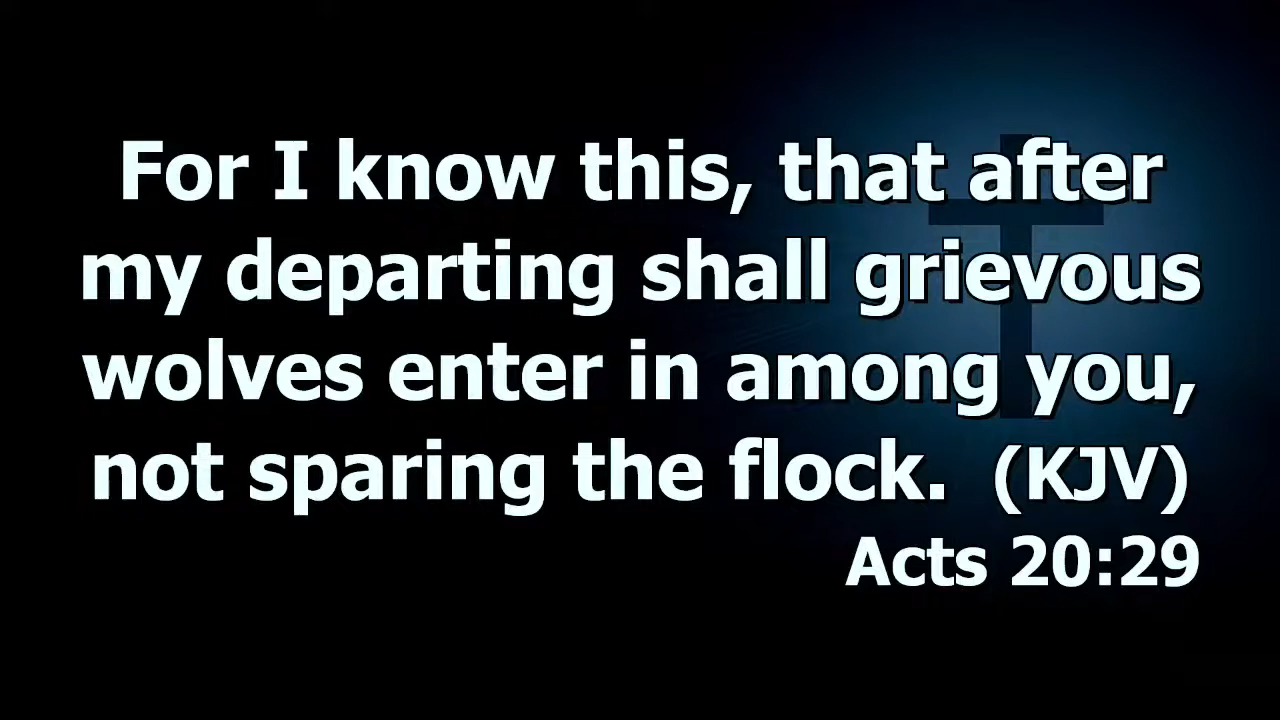 For I know this, that after
my departing shall grievous
wolves enter in among you,
not sparing the flock. (KJV)
Acts 20:29